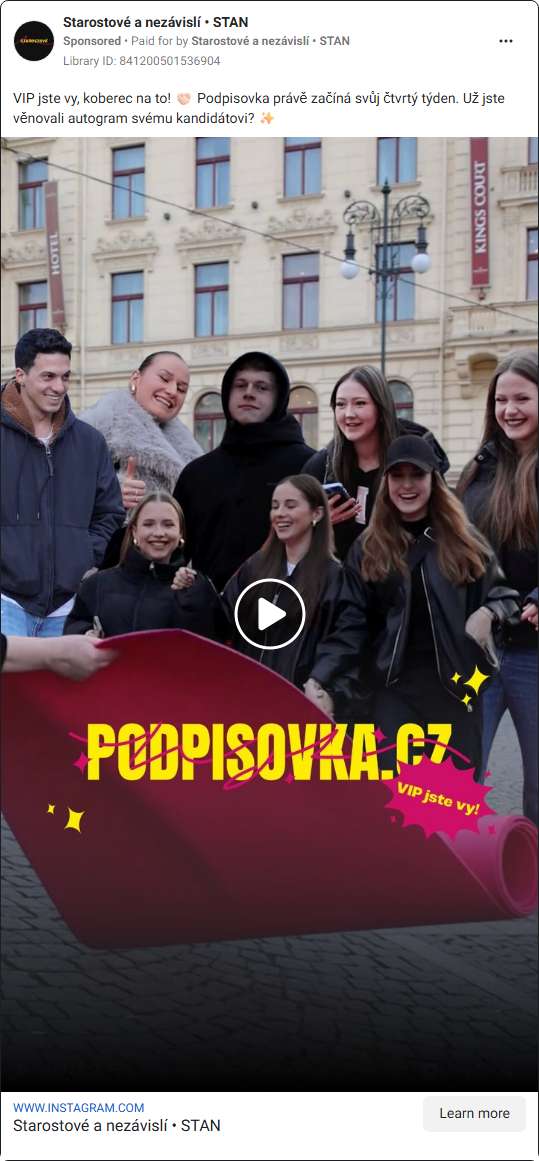 Starostové a nezávislí • STAN
Sponsored • Paid for by Starostové a nezávislí • STAN
Library ID: 841200501536904
VIP jste vy, koberec na to! 🤝🏻 Podpisovka právě začíná svůj čtvrtý týden. Už jste
věnovali autogram svému kandidátovi? ✨
HOTEL
KINGS COURT
PODPISOVKA.CZ
VIP jste vy!
WWW.INSTAGRAM.COM
Starostové a nezávislí • STAN
Learn more